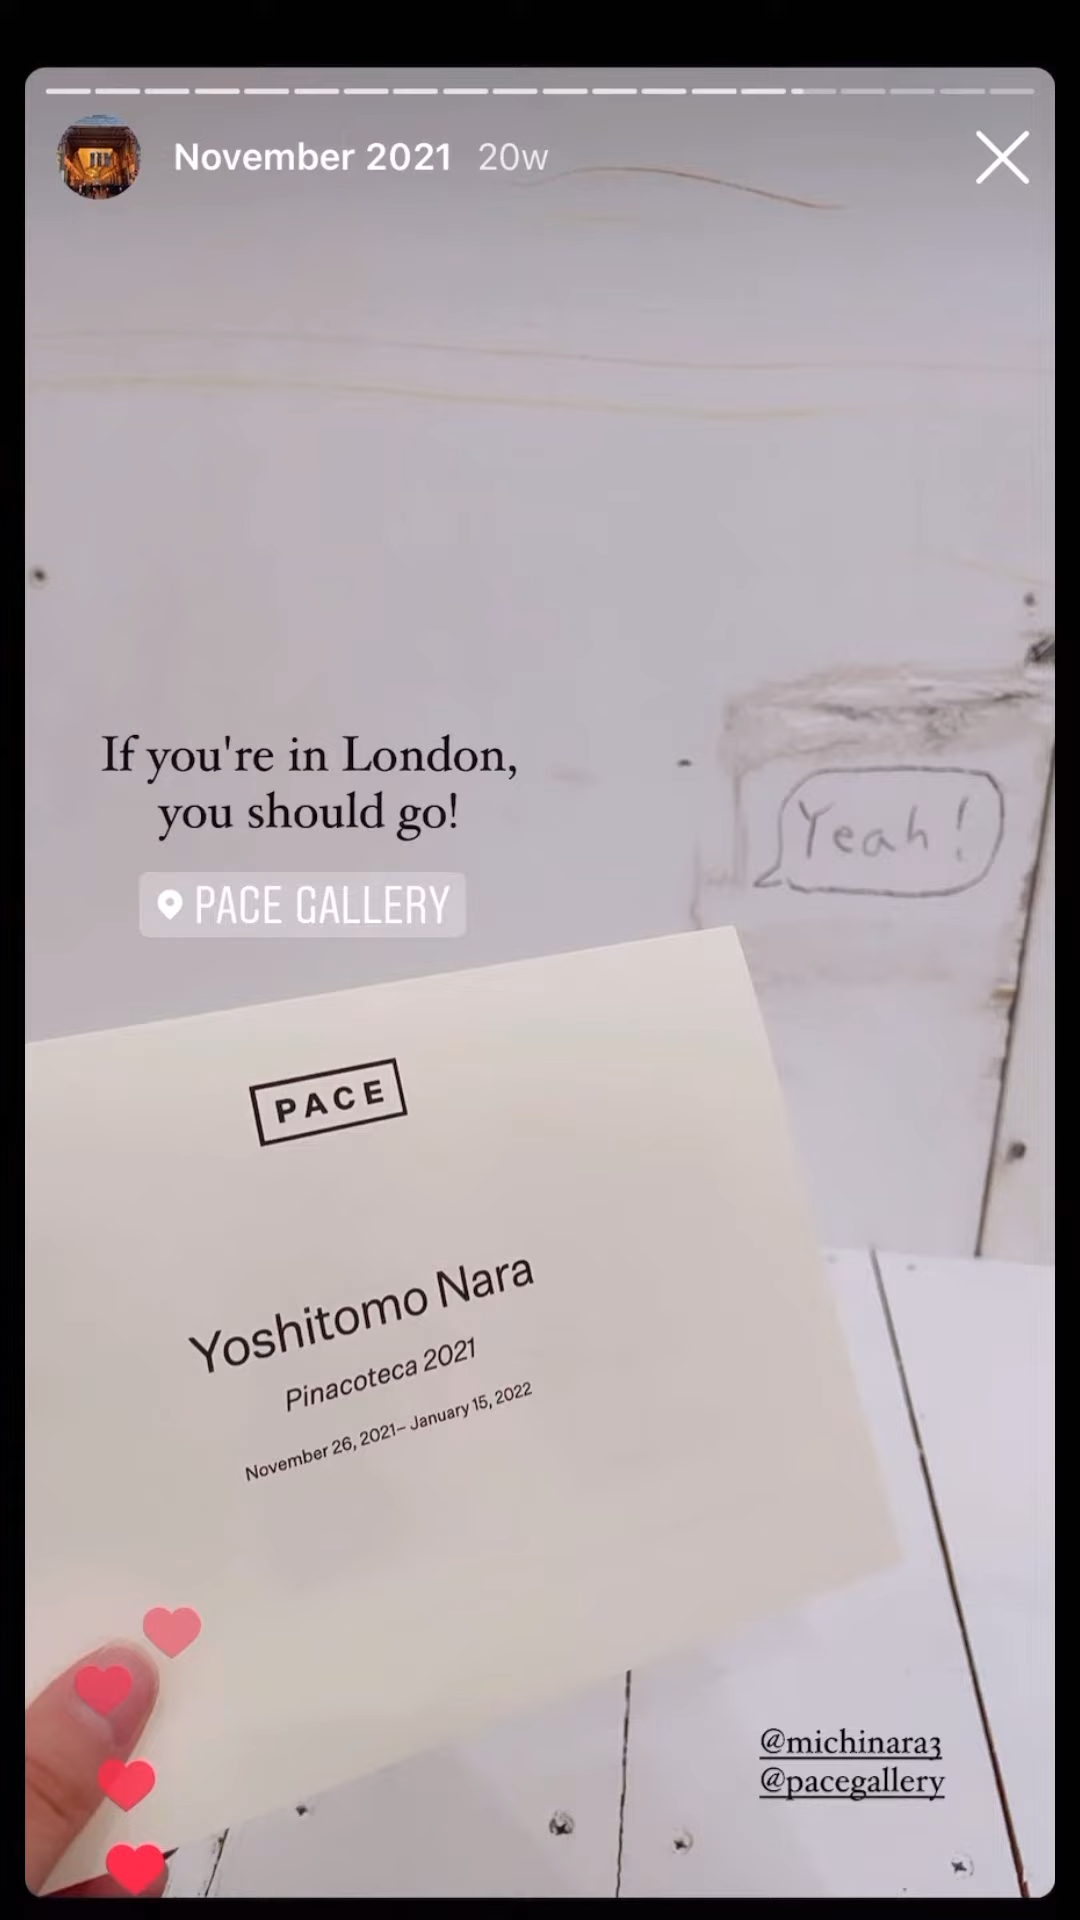 November 2021 20w
If you're in London,
you should go!
PACE GALLERY
Yeah!
PACE
Yoshitomo Nara
Pinacoteca 2021
November 26, 2021– January 15, 2022
@michinara3
@pacegallery